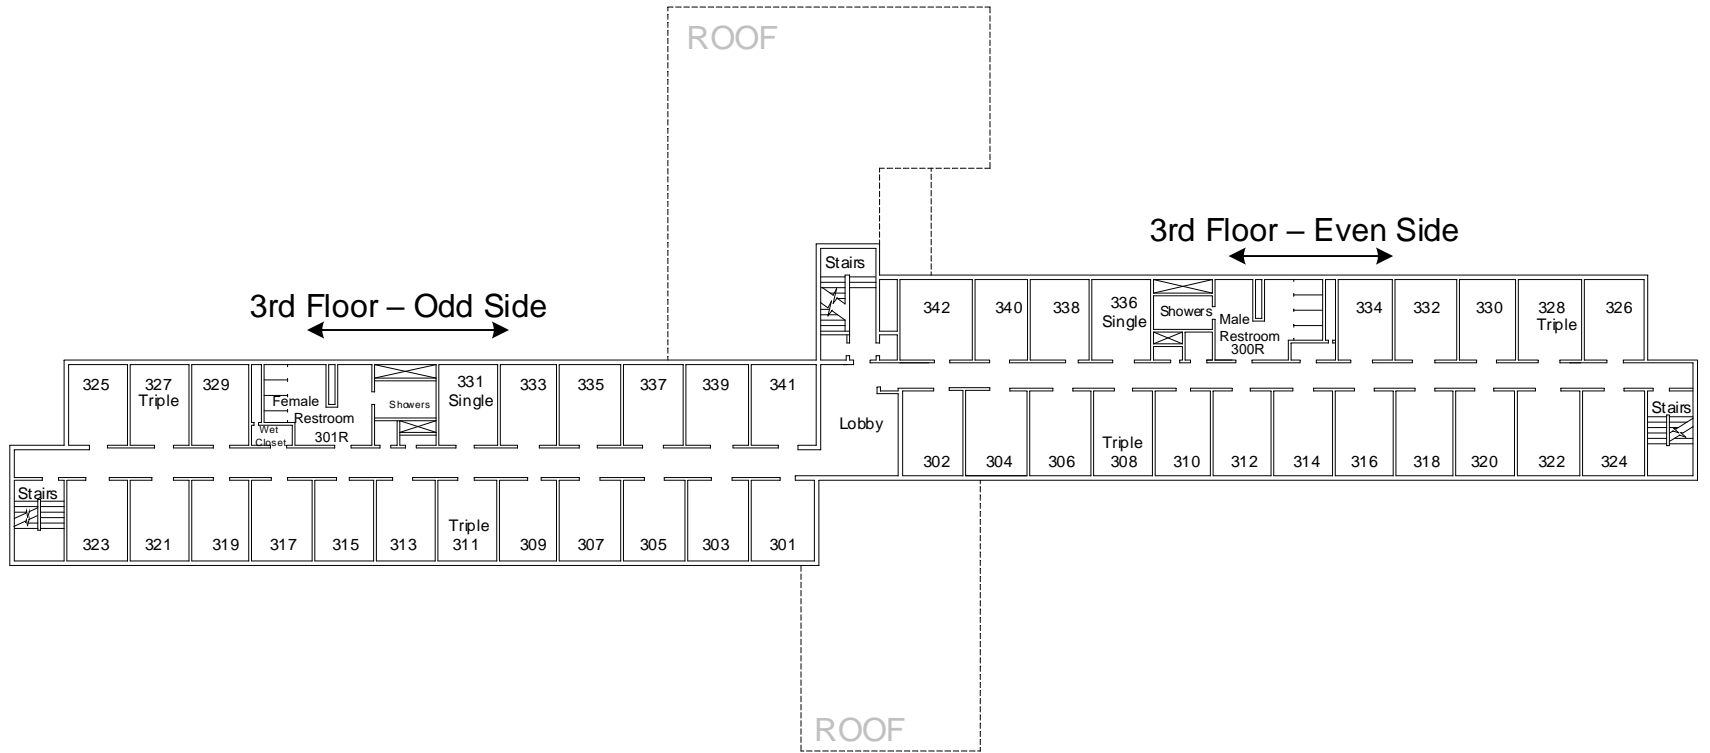 ROOF
3rd Floor – Even Side
Stairs
3rd Floor – Odd Side
342 340 338 336 Showers Male 334 332 330 328 326
Single Restroom Triple
300R
325 327 329 331 333 335 337 339 341
Triple Female Showers Single
Restroom
Wet
Closet
301R
Lobby
Stairs
Triple
302 304 306 308 310 312 314 316 318 320 322 324
Stairs
Triple
323 321 319 317 315 313 311 309 307 305 303 301
ROOF